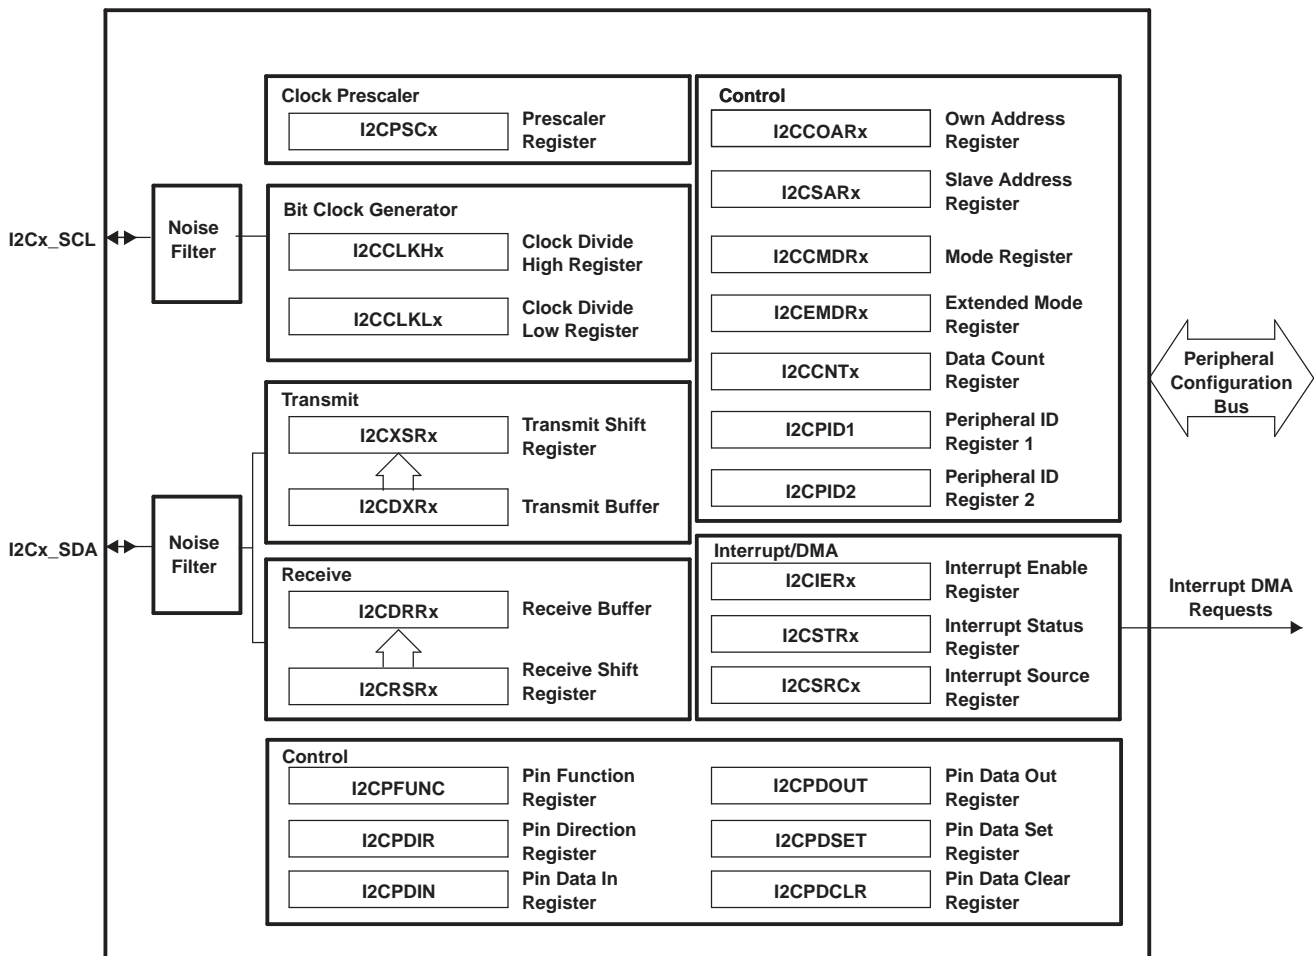 Clock Prescaler
I2CPSCx
Prescaler
Register
Bit Clock Generator
I2CCLKHx
Clock Divide
High Register
I2CCLKLx
Clock Divide
Low Register
I2Cx_SCL
Noise
Filter
Transmit
I2CXSRx
Transmit Shift
Register
I2CDXRx
Transmit Buffer
I2Cx_SDA
Noise
Filter
Receive
I2CDRRx
Receive Buffer
I2CRSRx
Receive Shift
Register
Control
I2CCOARx
Own Address
Register
I2CSARx
Slave Address
Register
I2CCMDRx
Mode Register
I2CEMDRx
Extended Mode
Register
I2CCNTx
Data Count
Register
I2CPID1
Peripheral ID
Register 1
I2CPID2
Peripheral ID
Register 2
Interrupt/DMA
I2CIERx
Interrupt Enable
Register
I2CSTRx
Interrupt Status
Register
I2CSRCx
Interrupt Source
Register
Peripheral
Configuration
Bus
Interrupt DMA
Requests
Control
I2CPFUNC
Pin Function
Register
I2CPDIR
Pin Direction
Register
I2CPDIN
Pin Data In
Register
I2CPDOUT
Pin Data Out
Register
I2CPDSET
Pin Data Set
Register
I2CPDCLR
Pin Data Clear
Register